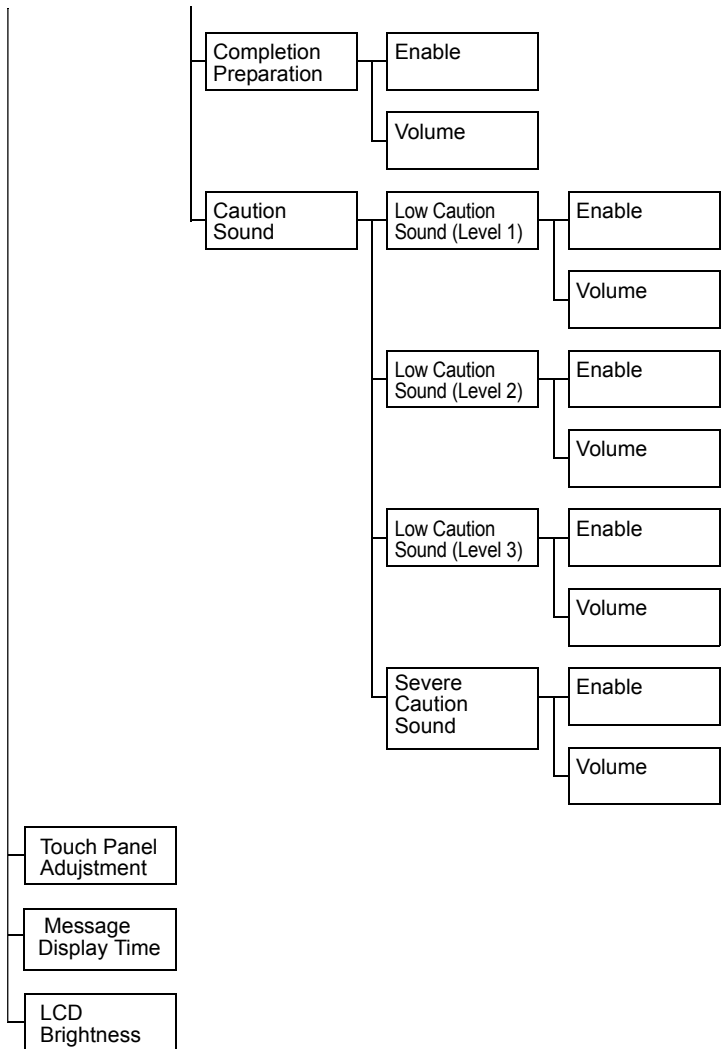 Completion
Preparation
Enable
Volume
Caution
Sound
Low Caution
Sound (Level 1)
Enable
Volume
Low Caution
Sound (Level 2)
Enable
Volume
Low Caution
Sound (Level 3)
Enable
Volume
Severe
Caution
Sound
Enable
Volume
Touch Panel
Adujstment
Message
Display Time
LCD
Brightness